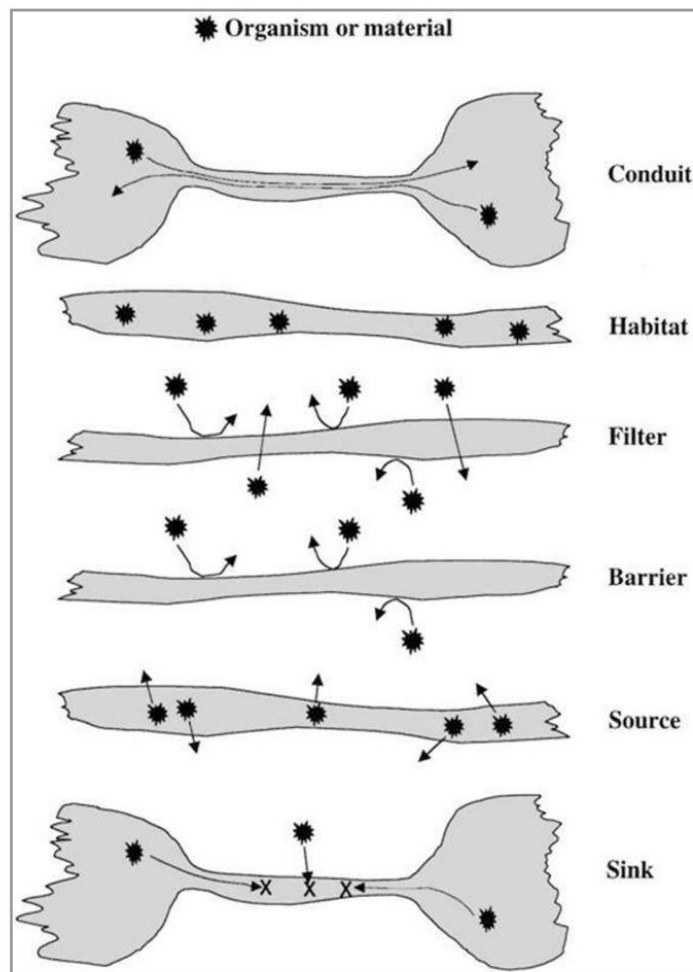 Organism or material
Conduit
Habitat
Filter
Barrier
Source
X X X
Sink